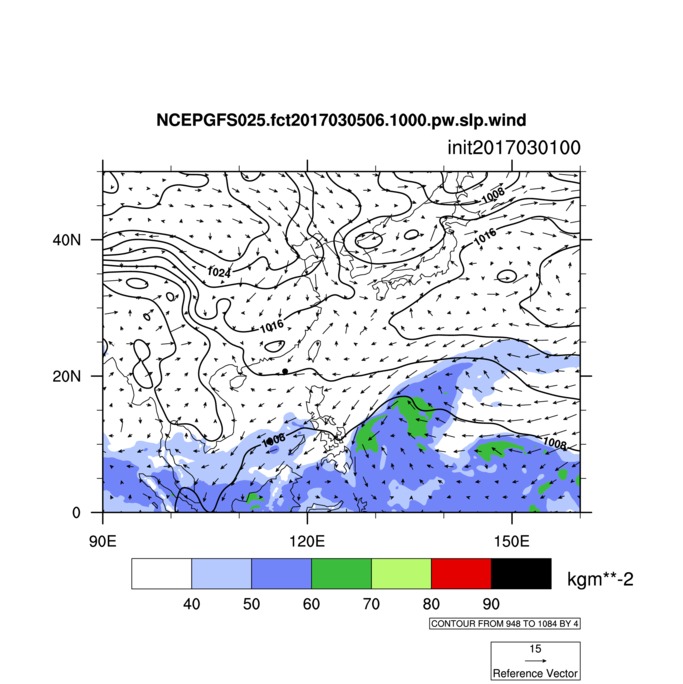 NCEPGFS025.fct2017030506.1000.pw.slp.wind
init2017030100
1008
1016
40N
1024
1016
20N
1008
1008
0
0
90E 120E 150E
40 50 60 70 80 90
kgm**-2
CONTOUR FROM 948 TO 1084 BY 4
15
Reference Vector